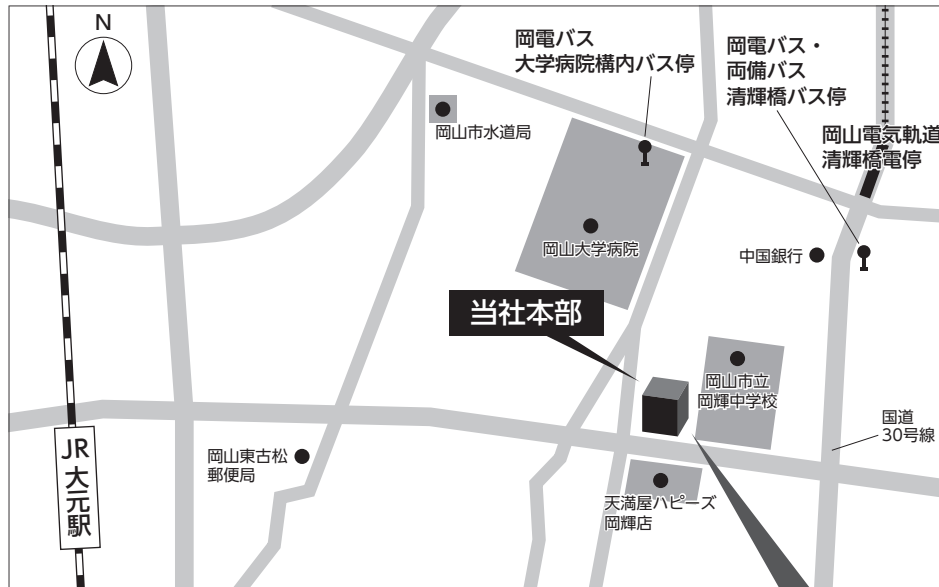 N
岡電バス
大学病院構内バス停
岡電バス・
両備バス
清輝橋バス停
岡山電気軌道
清輝橋電停
岡山市水道局
岡山大学病院
中国銀行
当社本部
岡山市立
岡輝中学校
国道
30号線
JR
大元駅
岡山東古松
郵便局
天満屋ハピーズ
岡輝店